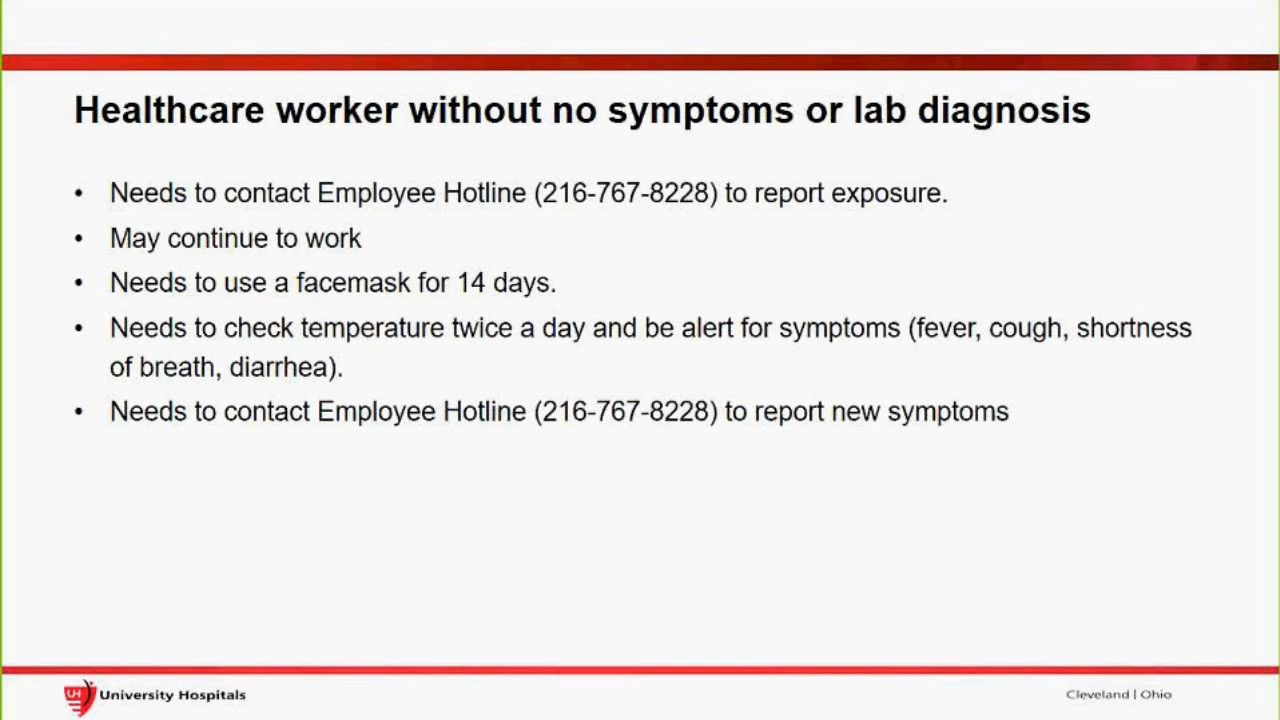 Healthcare worker without no symptoms or lab diagnosis
• Needs to contact Employee Hotline (216-767-8228) to report exposure.
• May continue to work
• Needs to use a facemask for 14 days.
• Needs to check temperature twice a day and be alert for symptoms (fever, cough, shortness
of breath, diarrhea).
• Needs to contact Employee Hotline (216-767-8228) to report new symptoms
UH University Hospitals
Cleveland | Ohio